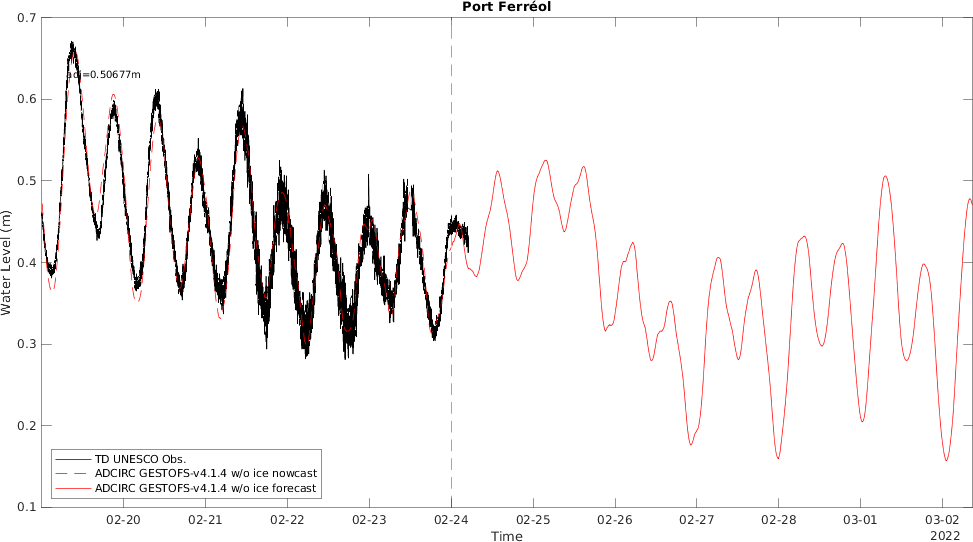 Port Ferréol
0.7
0.6
0.5
0.4
0.3
0.2
0.1
Water Level (m)
adj=0.50677m
TD UNESCO Obs.
ADCIRC GESTOFS-v4.1.4 w/o ice nowcast
ADCIRC GESTOFS-v4.1.4 w/o ice forecast
02-20 02-21 02-22 02-23 02-24 02-25 02-26 02-27 02-28 03-01 03-02
Time
2022